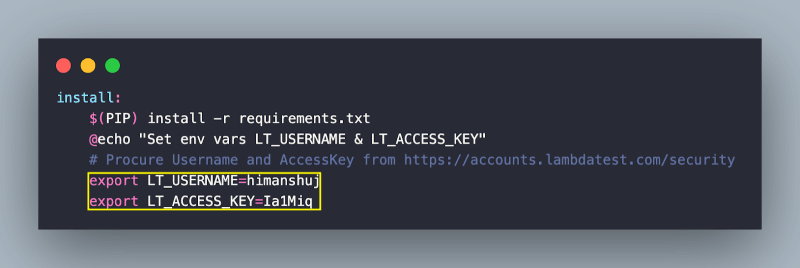 install:
$(PIP) install -r requirements.txt
@echo "Set env vars LT_USERNAME & LT_ACCESS_KEY"
# Procure Username and AccessKey from https://accounts.lambdatest.com/security
export LT_USERNAME=himanshuj
export LT_ACCESS_KEY=Ia1Miq